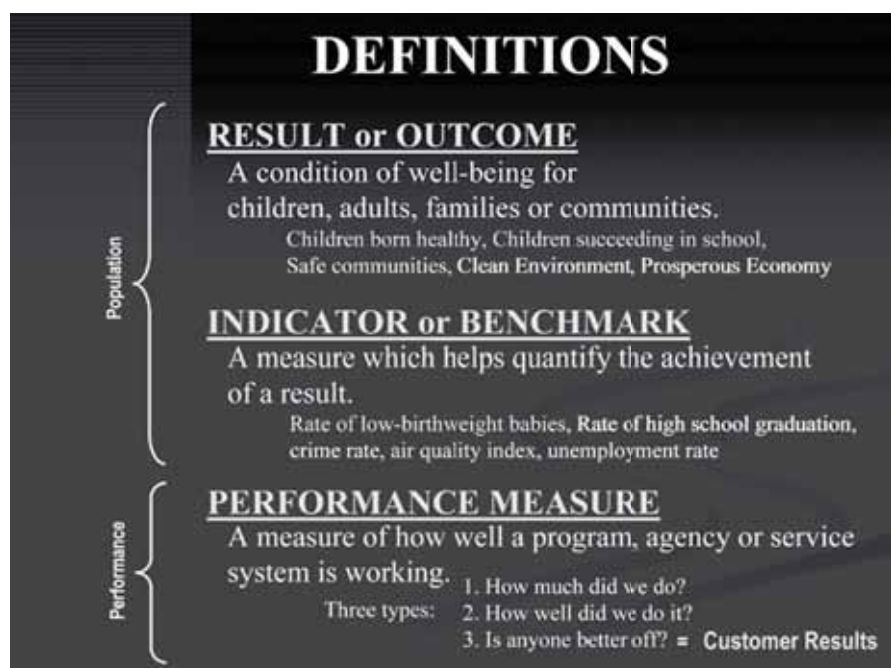 DEFINITIONS
RESULT or OUTCOME
A condition of well-being for
children, adults, families or communities.
Children born healthy, Children succeeding in school,
Safe communities, Clean Environment, Prosperous Economy
Population
INDICATOR or BENCHMARK
A measure which helps quantify the achievement
of a result.
Rate of low-birthweight babies, Rate of high school graduation,
crime rate, air quality index, unemployment rate
PERFORMANCE MEASURE
A measure of how well a program, agency or service
system is working.
Performance
Three types:
1. How much did we do?
2. How well did we do it?
3. Is anyone better off? = Customer Results